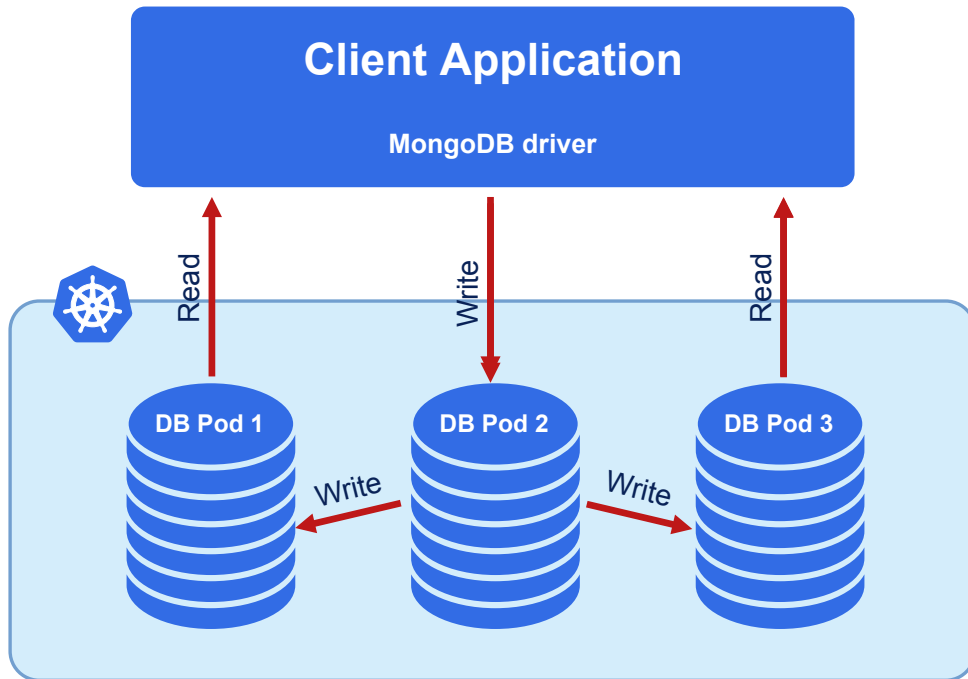 Client Application
MongoDB driver
Read
Write
Read
DB Pod 1
DB Pod 2
DB Pod 3
Write
Write